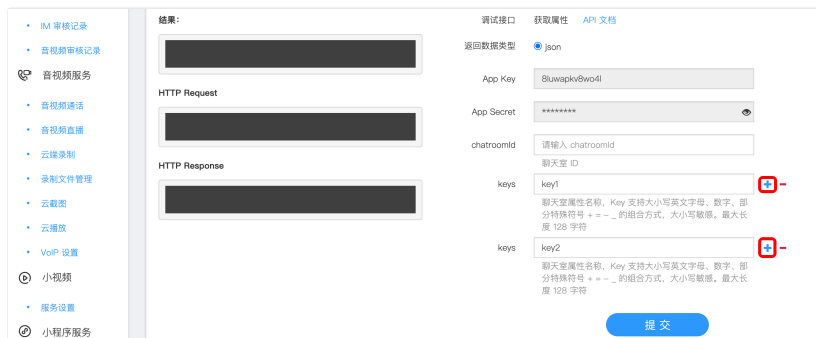 IM 审核记录
音视频审核记录
音视频服务
音视频通话
音视频直播
云端录制
录制文件管理
云截图
云播放
VoIP 设置
小视频
服务设置
小程序服务
结果:
HTTP Request
HTTP Response
调试接口 获取属性 API 文档
返回数据类型 json
App Key 8luwapkv8wo4l
App Secret ********
chatroomId 请输入 chatroomId
聊天室 ID
keys key1
聊天室属性名称，Key 支持大小写英文字母、数字、部
分特殊符号 + = - _ 的组合方式，大小写敏感。最大长
度 128 字符
keys key2
聊天室属性名称，Key 支持大小写英文字母、数字、部
分特殊符号 + = - _ 的组合方式，大小写敏感。最大长
度 128 字符
提 交